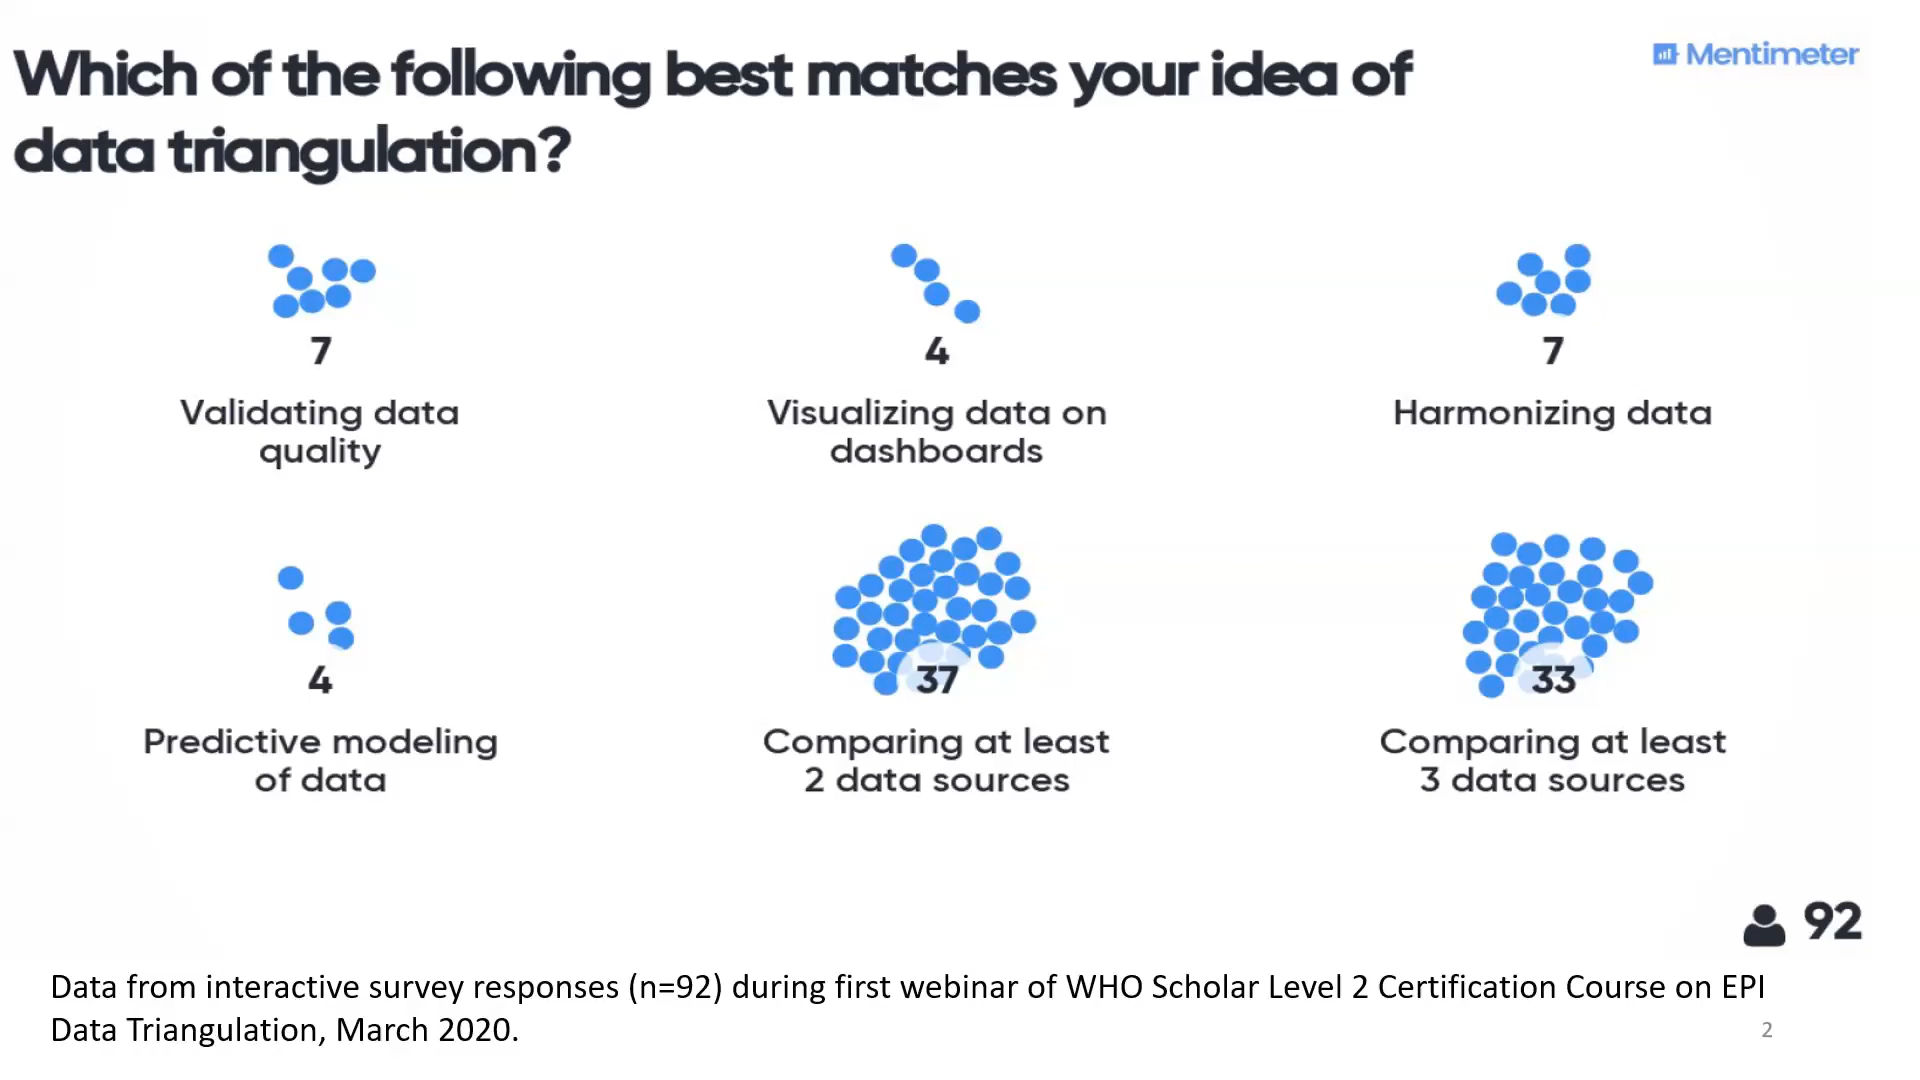 Which of the following best matches your idea of
data triangulation?
Mentimeter
7
Validating data
quality
4
Visualizing data on
dashboards
7
Harmonizing data
4
Predictive modeling
of data
37
Comparing at least
2 data sources
33
Comparing at least
3 data sources
92
Data from interactive survey responses (n=92) during first webinar of WHO Scholar Level 2 Certification Course on EPI
Data Triangulation, March 2020.
2